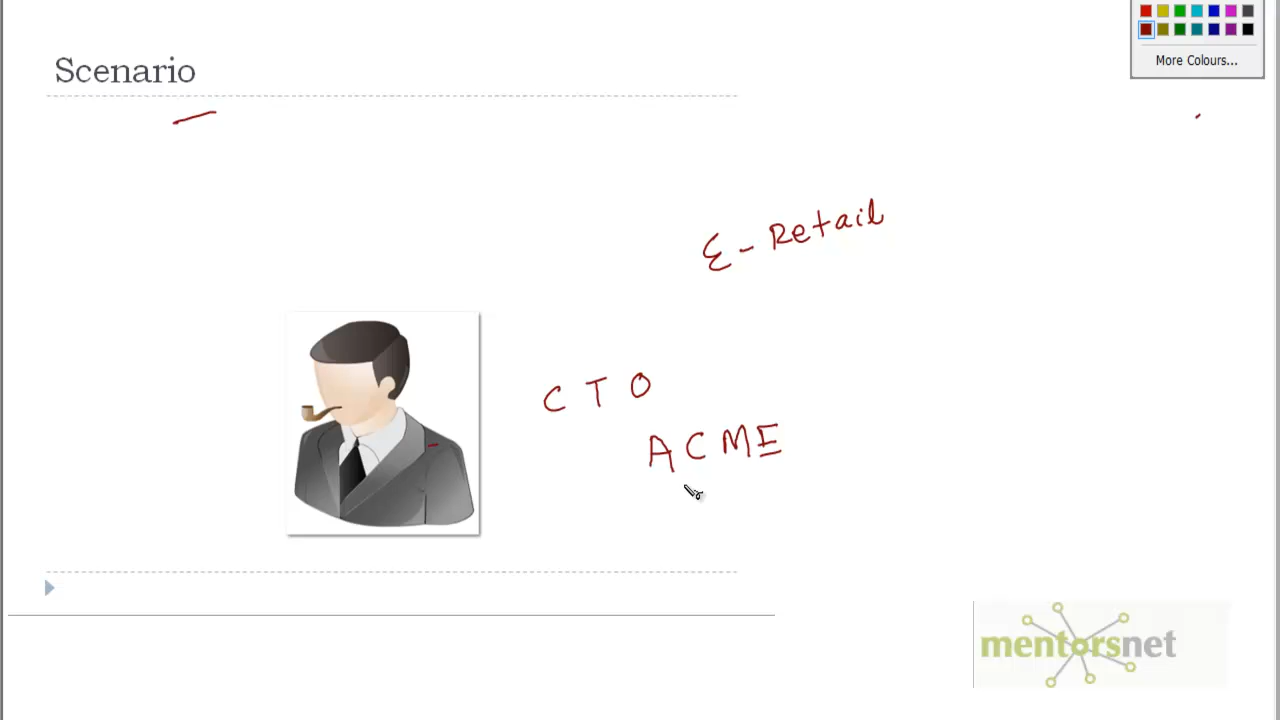 More Colours...
Scenario
E-Retail
CTO
ACME
mentorsnet